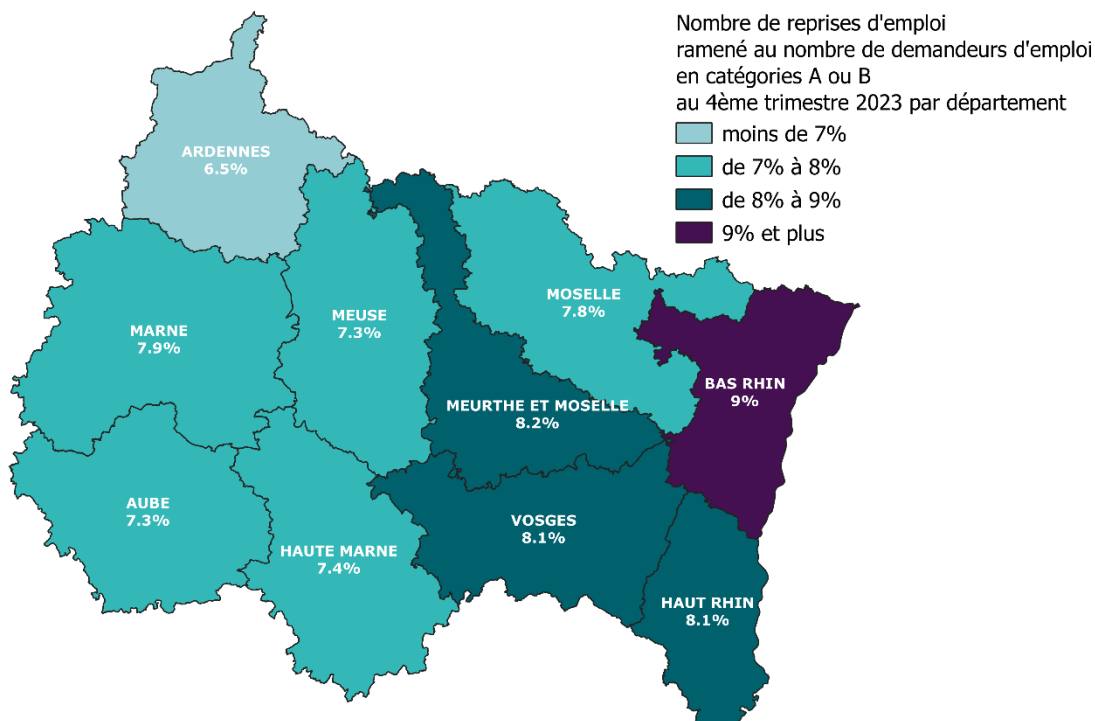 Nombre de reprises d'emploi
ramené au nombre de demandeurs d'emploi
en catégories A ou B
au 4ème trimestre 2023 par département
moins de 7%
de 7% à 8%
de 8% à 9%
9% et plus
ARDENNES
6.5%
MARNE
7.9%
MEUSE
7.3%
MOSELLE
7.8%
BAS RHIN
9%
MEURTHE ET MOSELLE
8.2%
AUBE
7.3%
HAUTE MARNE
7.4%
VOSGES
8.1%
HAUT RHIN
8.1%